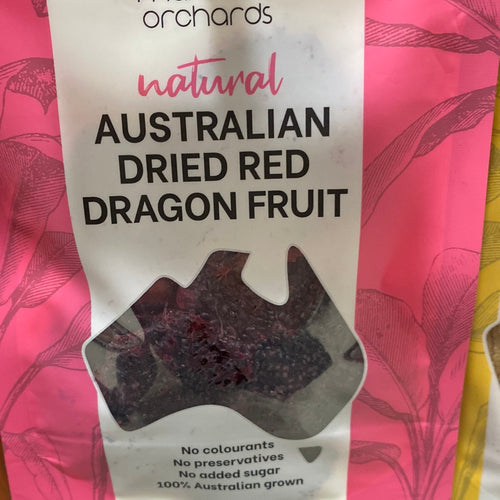 orchards
natural
AUSTRALIAN
DRIED RED
DRAGON FRUIT
No colourants
No preservatives
No added sugar
100% Australian grown